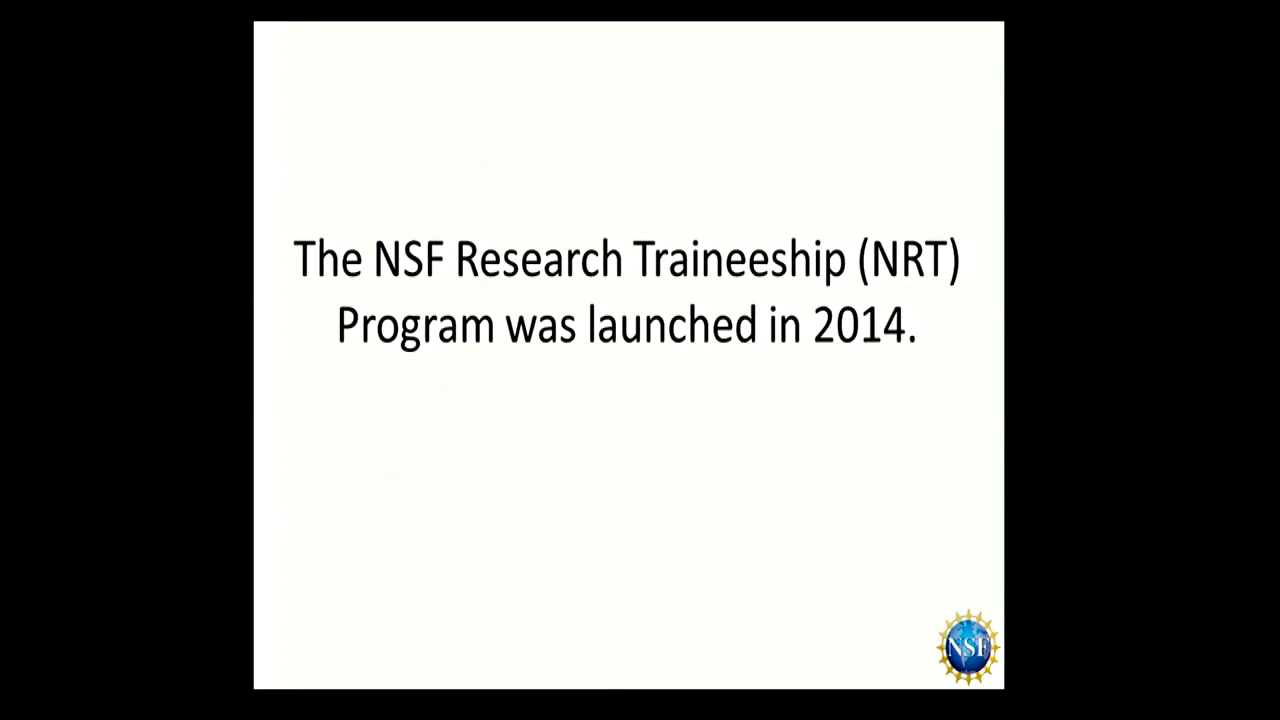 The NSF Research Traineeship (NRT)
Program was launched in 2014.
NSF